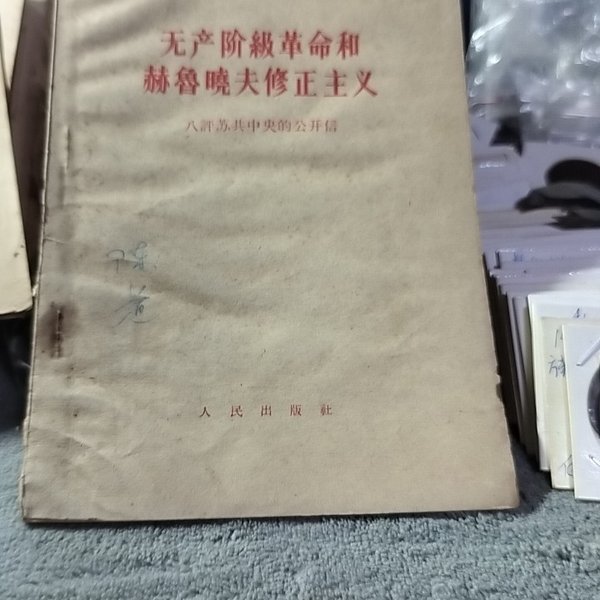 无产阶級革命和
赫魯曉夫修正主义
八評苏共中央的公开信
人民出版社